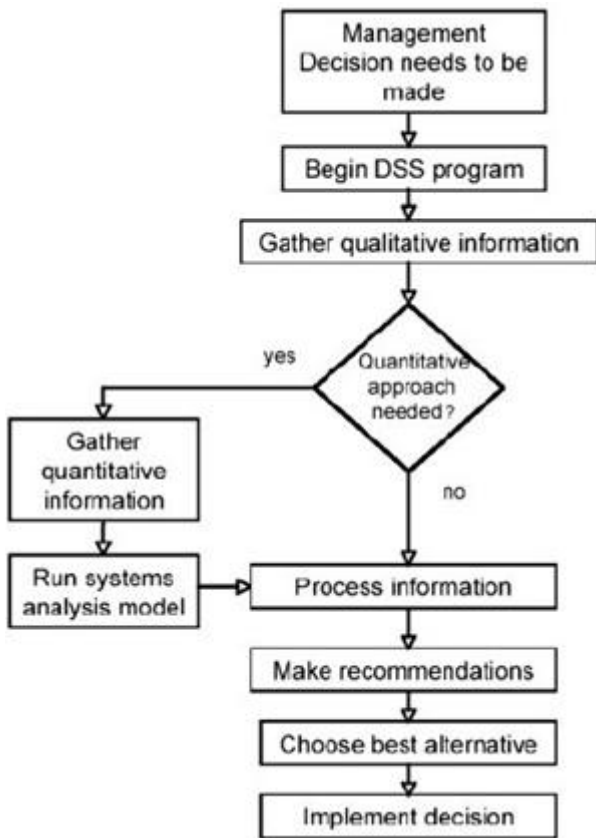 Management
Decision needs to be
made
Begin DSS program
Gather qualitative information
yes
Quantitative
approach
needed?
Gather
quantitative
information
no
Run systems
analysis model
Process information
Make recommendations
Choose best alternative
Implement decision